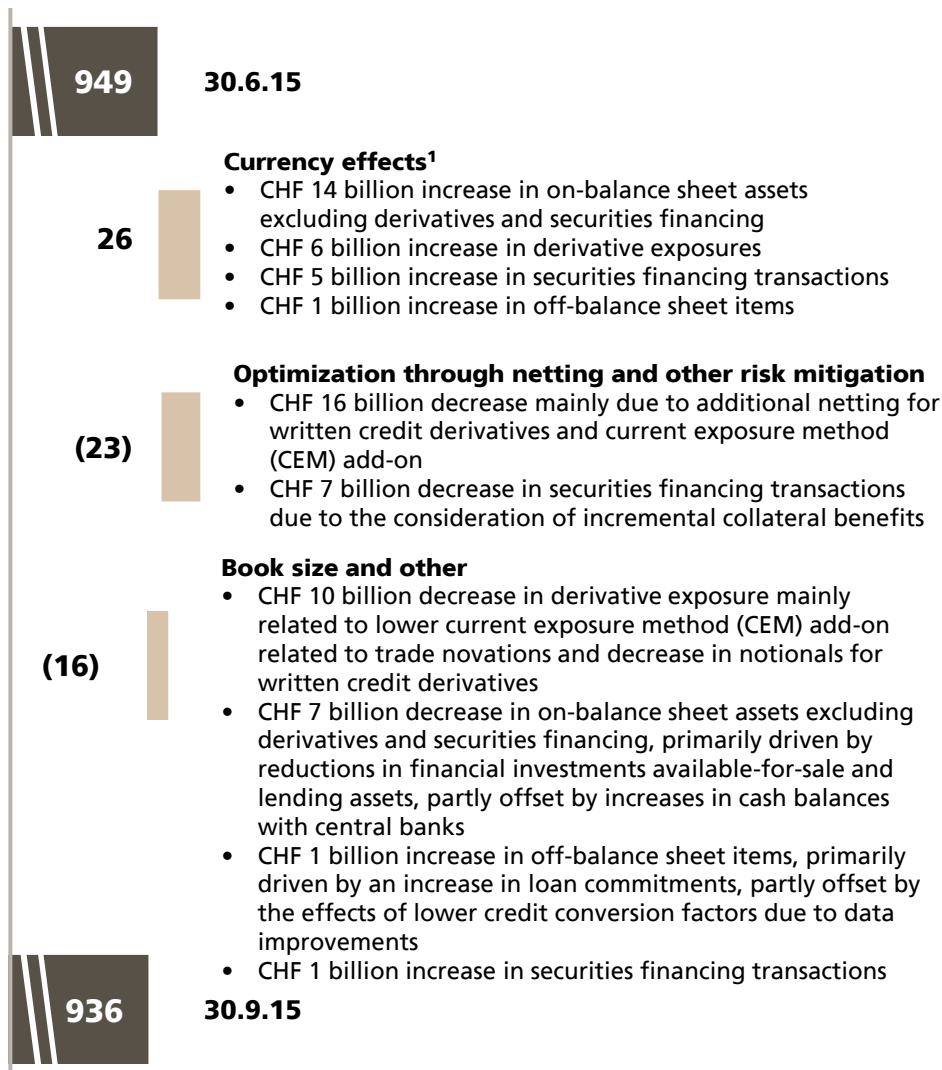 949 30.6.15
Currency effects1
• CHF 14 billion increase in on-balance sheet assets
excluding derivatives and securities financing
26
• CHF 6 billion increase in derivative exposures
• CHF 5 billion increase in securities financing transactions
• CHF 1 billion increase in off-balance sheet items
Optimization through netting and other risk mitigation
• CHF 16 billion decrease mainly due to additional netting for
written credit derivatives and current exposure method
(23)
(CEM) add-on
• CHF 7 billion decrease in securities financing transactions
due to the consideration of incremental collateral benefits
Book size and other
• CHF 10 billion decrease in derivative exposure mainly
related to lower current exposure method (CEM) add-on
related to trade novations and decrease in notionals for
(16)
written credit derivatives
• CHF 7 billion decrease in on-balance sheet assets excluding
derivatives and securities financing, primarily driven by
reductions in financial investments available-for-sale and
lending assets, partly offset by increases in cash balances
with central banks
• CHF 1 billion increase in off-balance sheet items, primarily
driven by an increase in loan commitments, partly offset by
the effects of lower credit conversion factors due to data
improvements
• CHF 1 billion increase in securities financing transactions
936 30.9.15